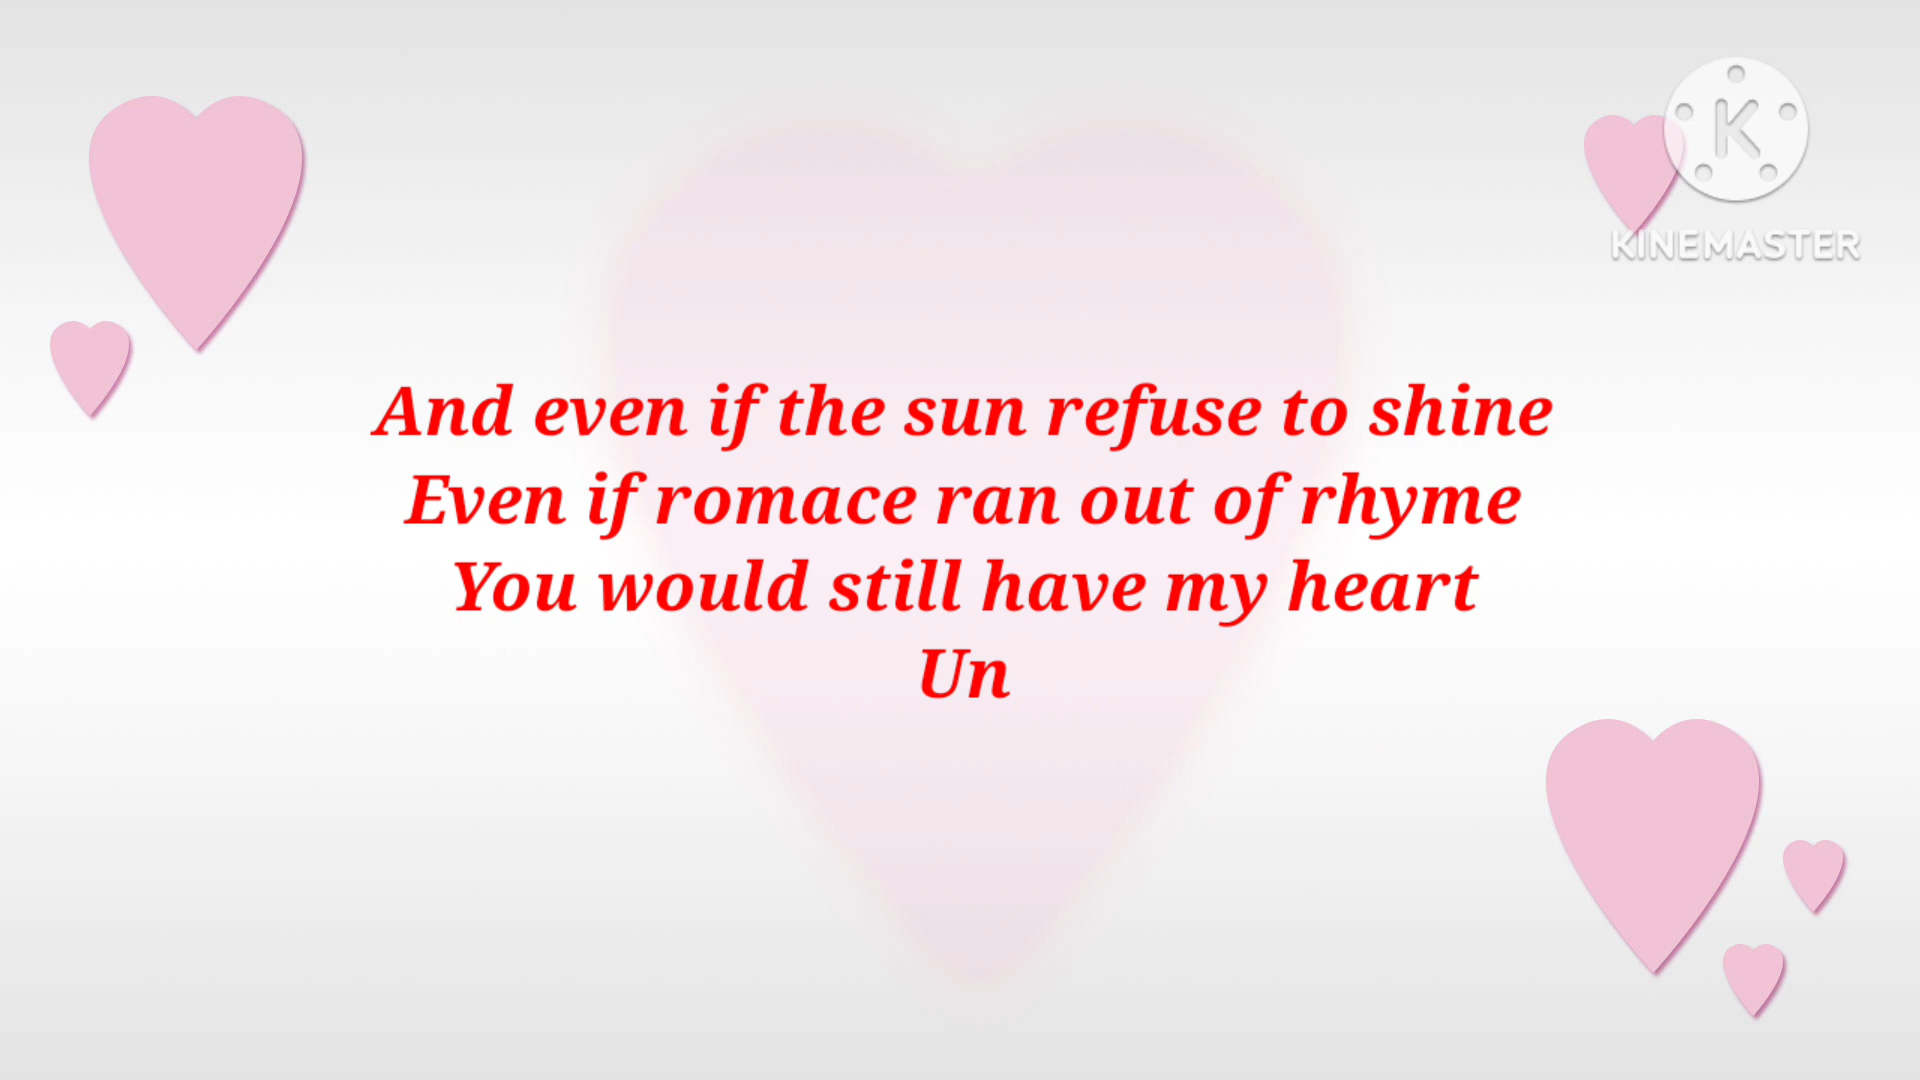 And even if the sun refuse to shine
Even if romace ran out of rhyme
You would still have my heart
Un
K
KINEMASTER